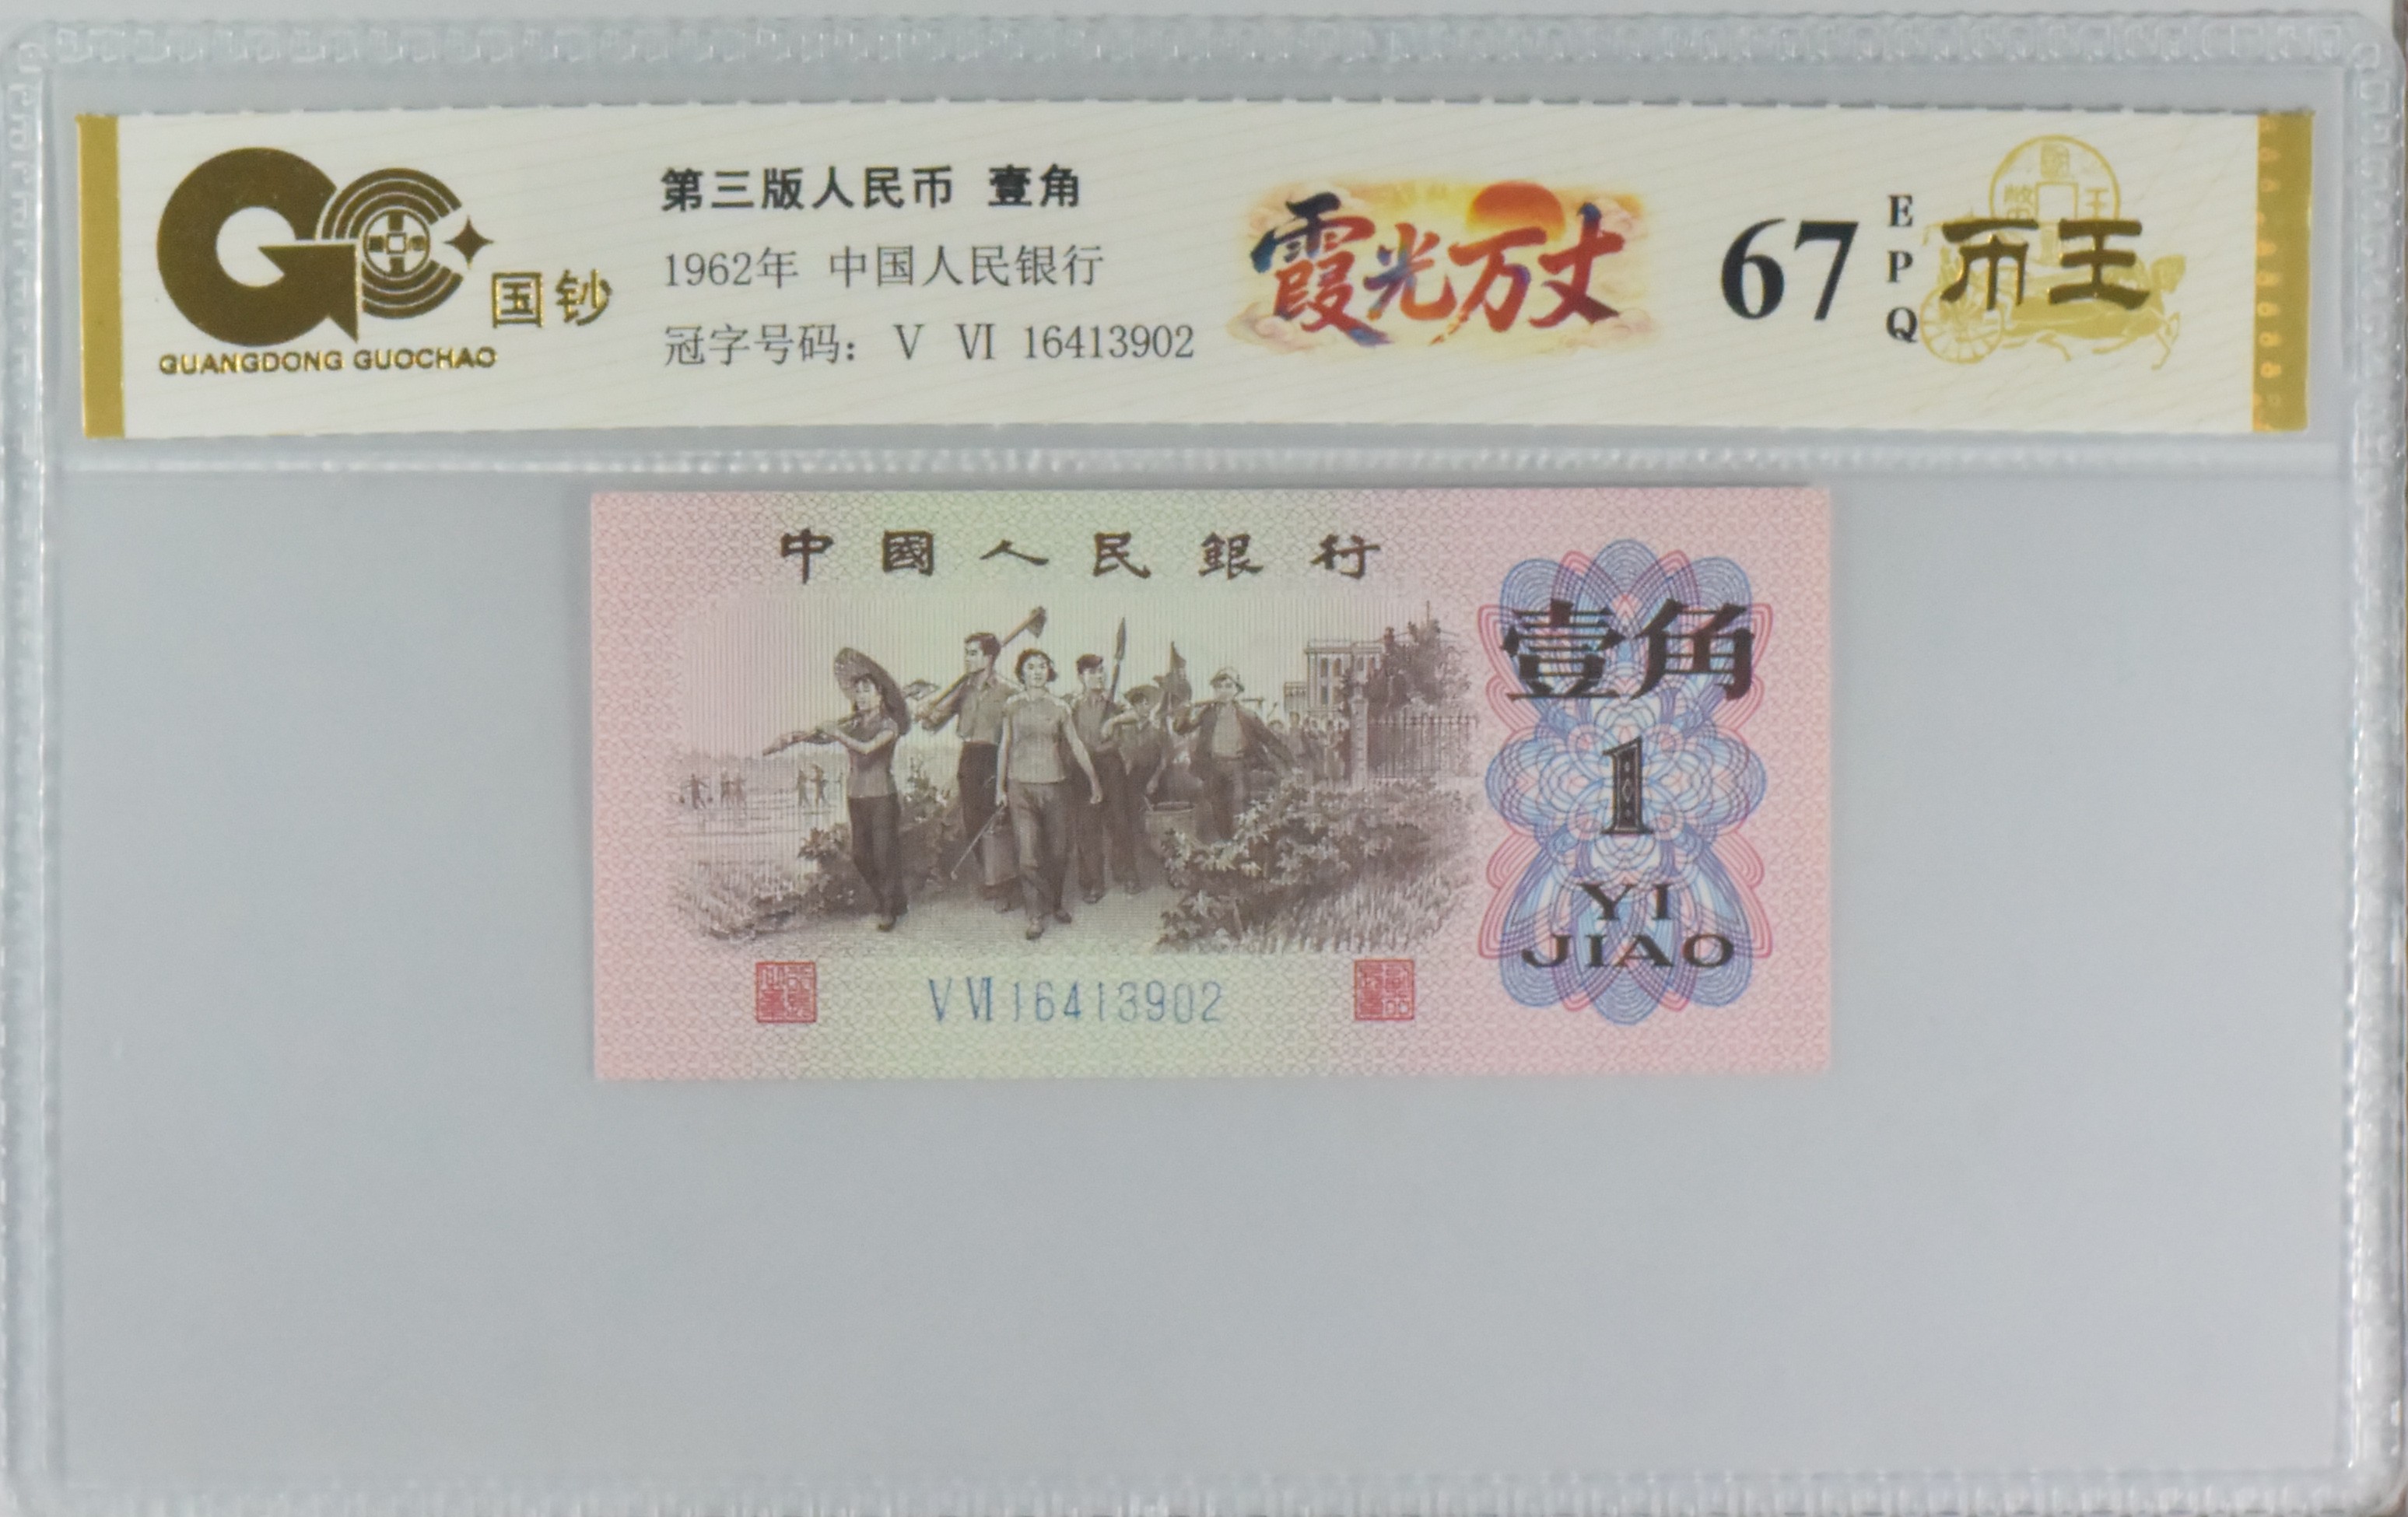 国钞
GUANGDONG GUOCHAO
第三版人民币 壹角
1962年 中国人民银行
冠字号码: V VI 16413902
霞光万丈
67
EPQ
币王
中國人民銀行
壹角
1
YI
JIAO
V VI 16413902